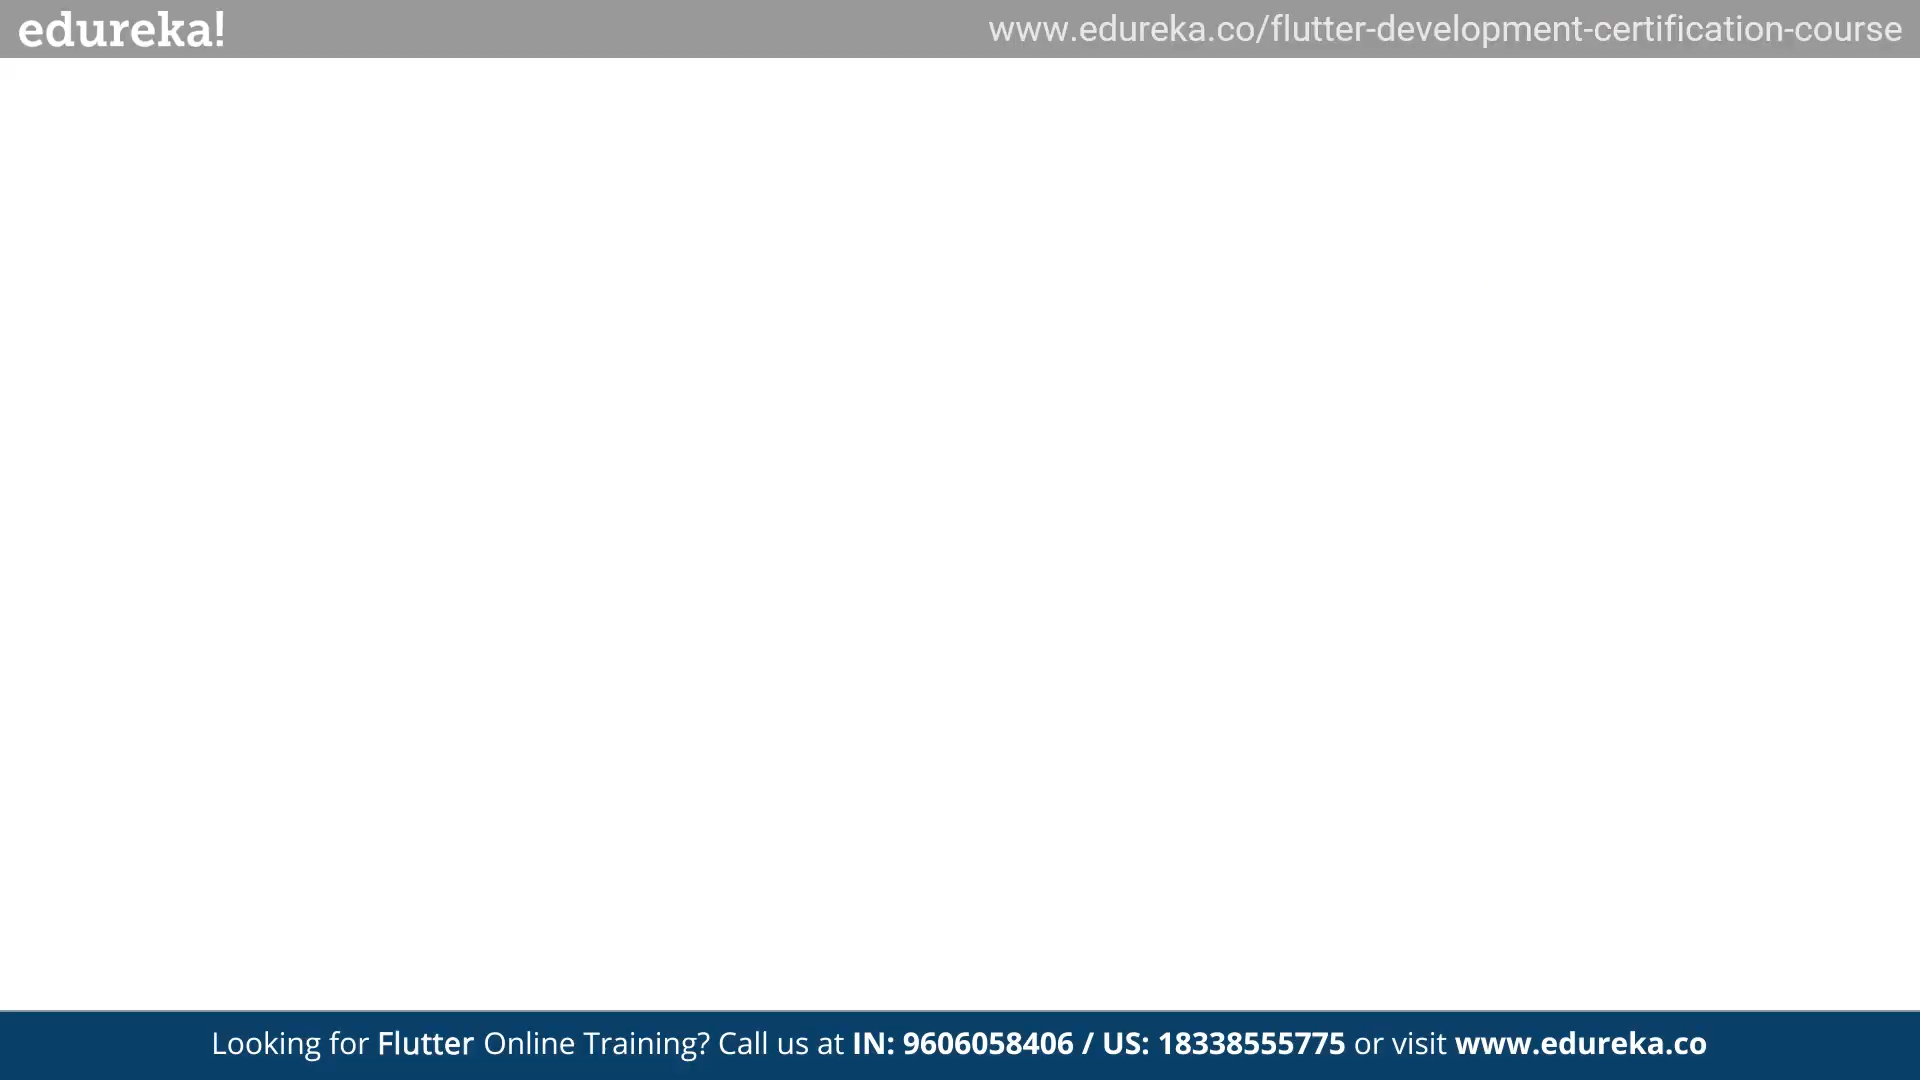 edureka!
www.edureka.co/flutter-development-certification-course
Looking for Flutter Online Training? Call us at IN: 9606058406 / US: 18338555775 or visit www.edureka.co